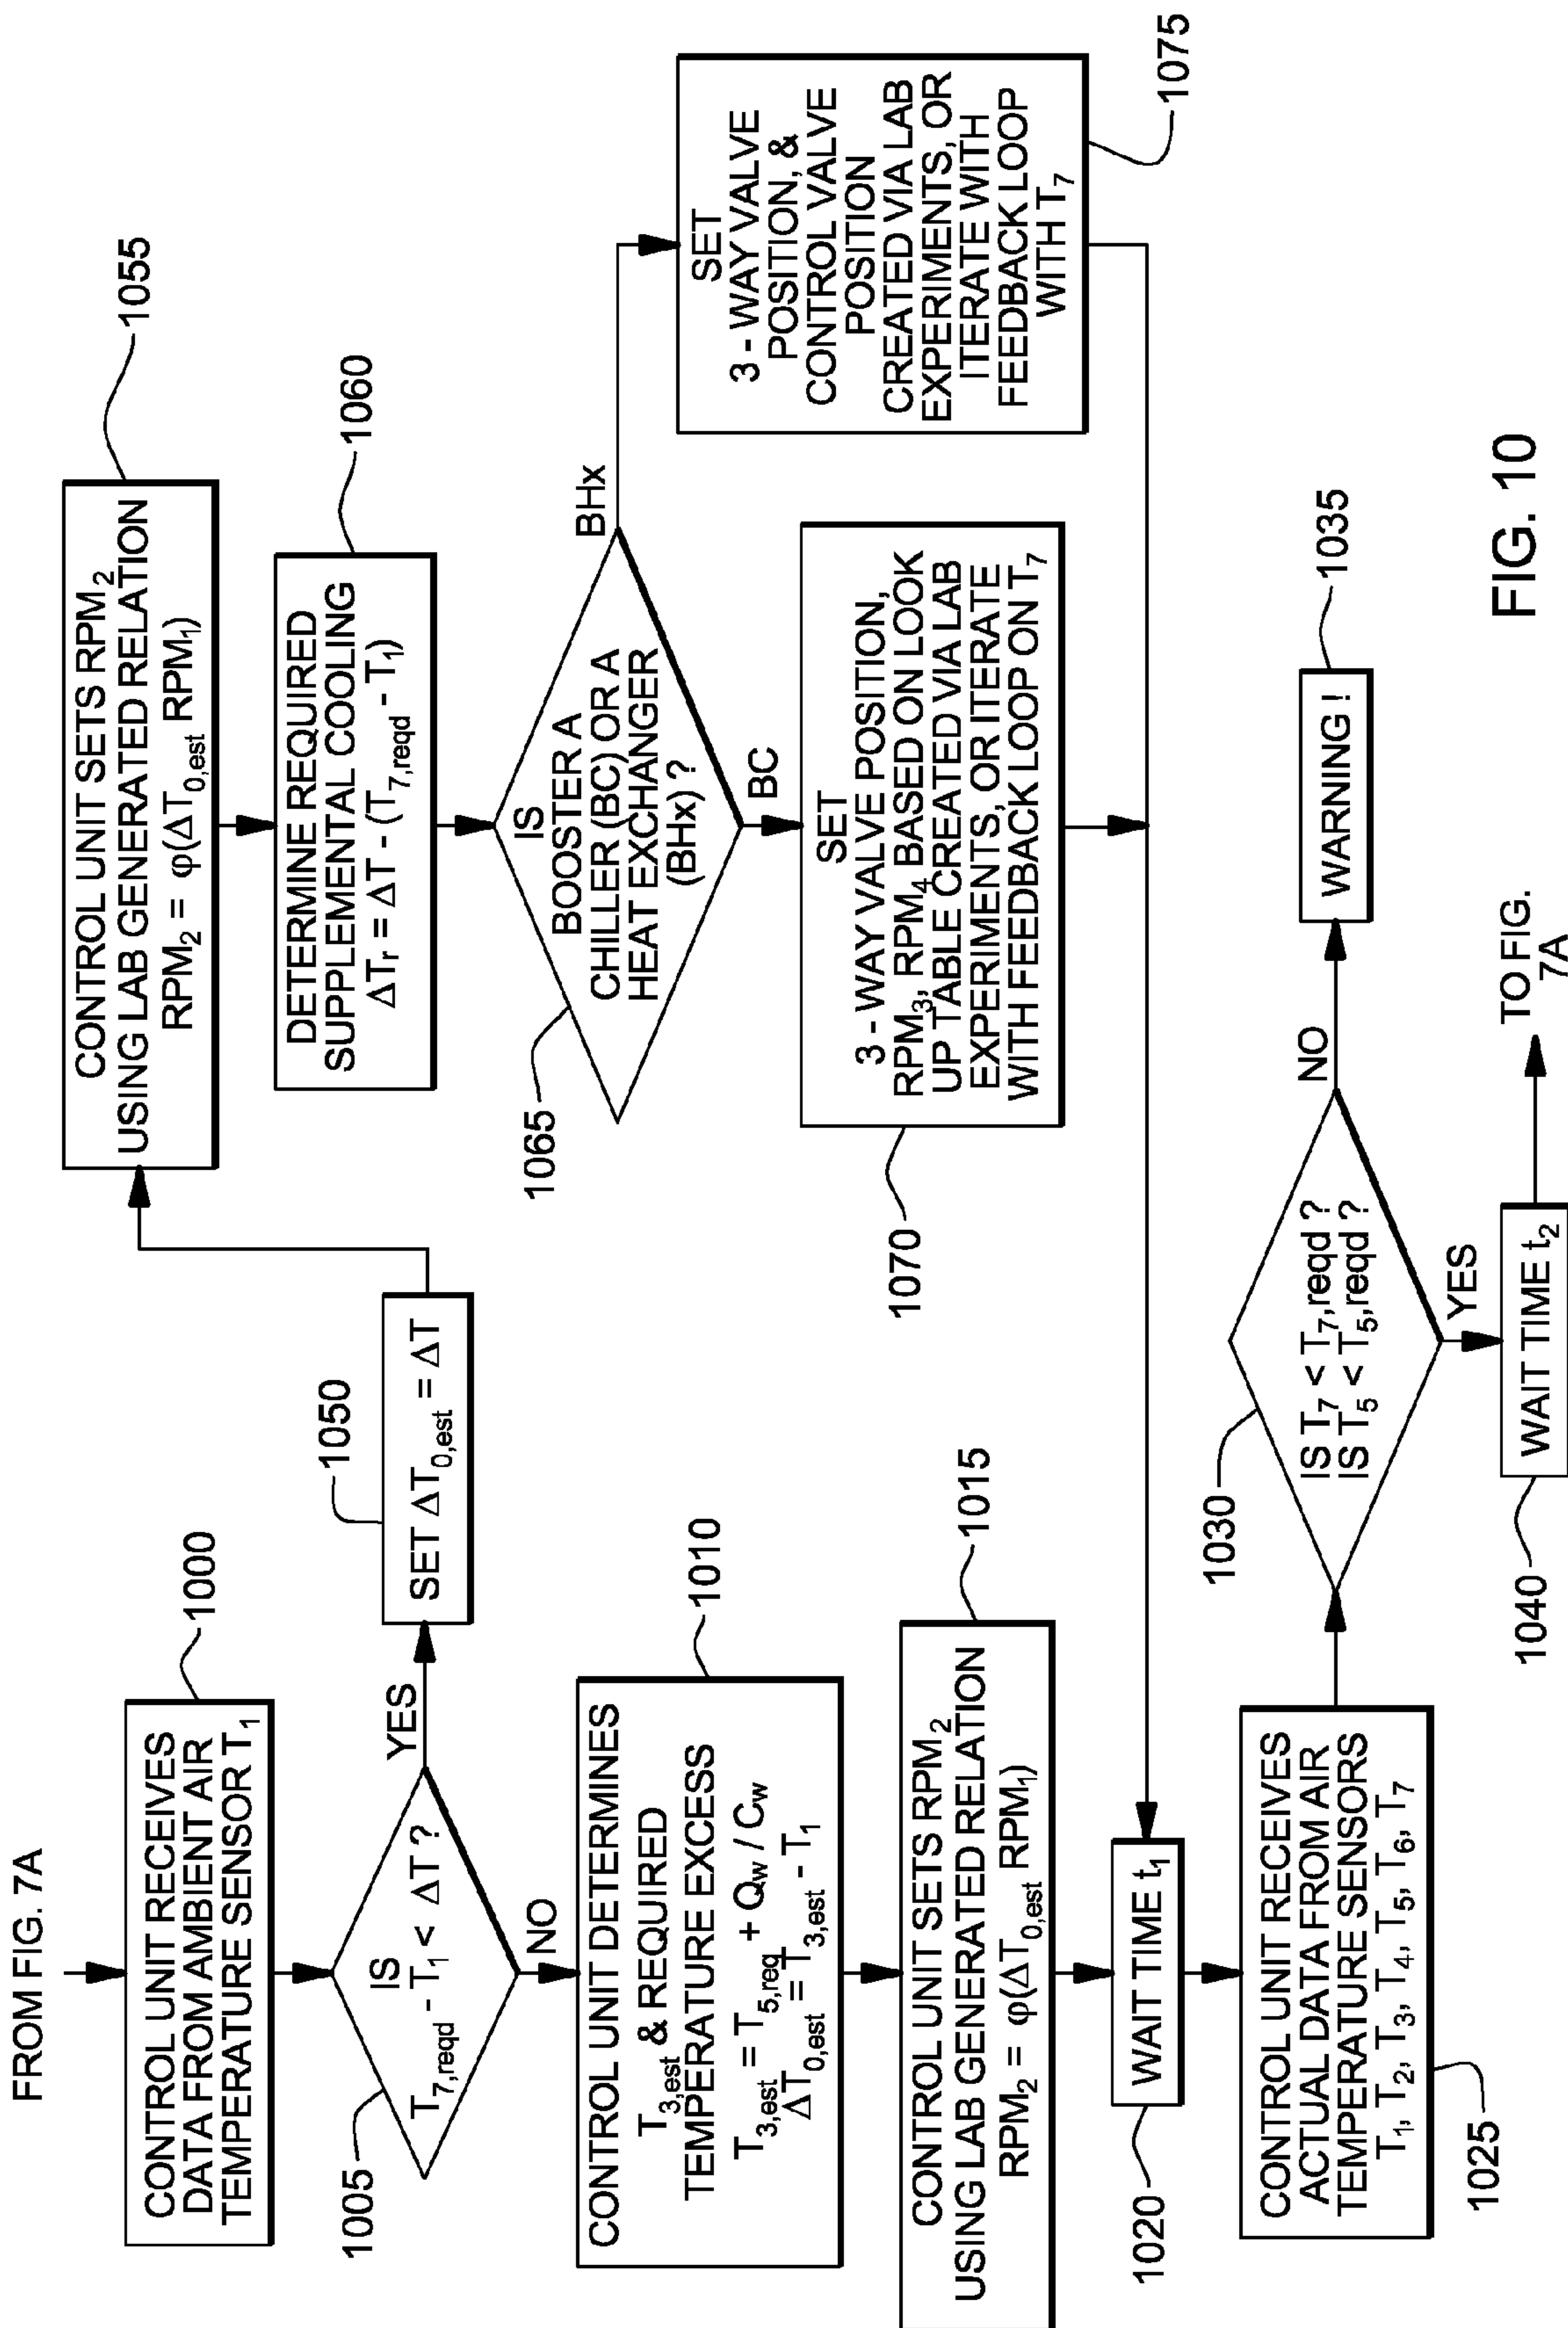 FROM FIG. 7A
CONTROL UNIT RECEIVES
DATA FROM AMBIENT AIR
TEMPERATURE SENSOR T₁
1000
IS
T₇,reqd - T₁ < ΔT ?
1005
YES
NO
SET ΔT₀,est = ΔT
1050
CONTROL UNIT DETERMINES
T₃,est & REQUIRED
TEMPERATURE EXCESS
T₃,est = T₅,req + Qw / Cw
ΔT₀,est = T₃,est - T₁
1010
CONTROL UNIT SETS RPM₂
USING LAB GENERATED RELATION
RPM₂ = φ(ΔT₀,est RPM₁)
1015
WAIT TIME t₁
1020
CONTROL UNIT RECEIVES
ACTUAL DATA FROM AIR
TEMPERATURE SENSORS
T₁, T₂, T₃, T₄, T₅, T₆, T₇
1025
CONTROL UNIT SETS RPM₂
USING LAB GENERATED RELATION
RPM₂ = φ(ΔT₀,est RPM₁)
1055
DETERMINE REQUIRED
SUPPLEMENTAL COOLING
ΔTr = ΔT - (T₇,reqd - T₁)
1060
IS
BOOSTER A
CHILLER (BC) OR A
HEAT EXCHANGER
(BHx) ?
1065
BHx
BC
SET
3 - WAY VALVE POSITION,
RPM₃, RPM₄ BASED ON LOOK
UP TABLE CREATED VIA LAB
EXPERIMENTS, OR ITERATE
WITH FEEDBACK LOOP ON T₇
1070
SET
3 - WAY VALVE
POSITION, &
CONTROL VALVE
POSITION
CREATED VIA LAB
EXPERIMENTS, OR
ITERATE WITH
FEEDBACK LOOP
WITH T₇
1075
IS T₇ < T₇,reqd ?
IS T₅ < T₅,reqd ?
1030
NO
YES
WARNING !
1035
WAIT TIME t₂
1040
TO FIG.
7A
FIG. 10